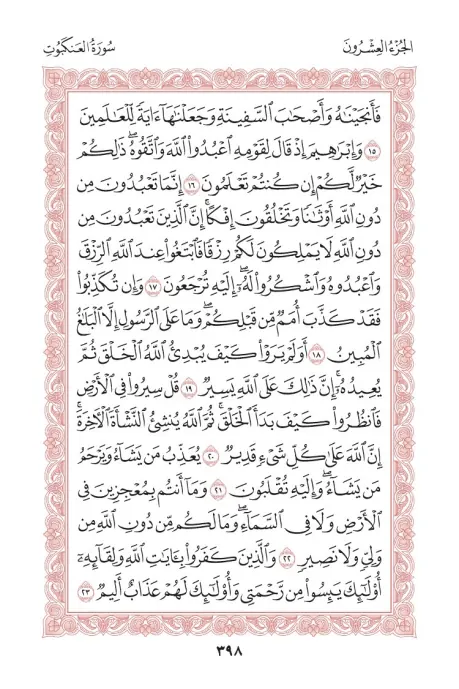 الجزء العشرون
سورة العنكبوت
فَأَنجَيۡنَٰهُ وَأَصۡحَٰبَ ٱلسَّفِينَةِ وَجَعَلۡنَٰهَآ ءَايَةٗ لِّلۡعَٰلَمِينَ
١٥ وَإِبۡرَٰهِيمَ إِذۡ قَالَ لِقَوۡمِهِ ٱعۡبُدُواْ ٱللَّهَ وَٱتَّقُوهُۖ ذَٰلِكُمۡ
خَيۡرٞ لَّكُمۡ إِن كُنتُمۡ تَعۡلَمُونَ ١٦ إِنَّمَا تَعۡبُدُونَ مِن
دُونِ ٱللَّهِ أَوۡثَٰنٗا وَتَخۡلُقُونَ إِفۡكًاۚ إِنَّ ٱلَّذِينَ تَعۡبُدُونَ مِن
دُونِ ٱللَّهِ لَا يَمۡلِكُونَ لَكُمۡ رِزۡقٗا فَٱبۡتَغُواْ عِندَ ٱللَّهِ ٱلرِّزۡقَ
وَٱعۡبُدُوهُ وَٱشۡكُرُواْ لَهُۥٓۖ إِلَيۡهِ تُرۡجَعُونَ ١٧ وَإِن تُكَذِّبُواْ
فَقَدۡ كَذَّبَ أُمَمٞ مِّن قَبۡلِكُمۡۖ وَمَا عَلَى ٱلرَّسُولِ إِلَّا ٱلۡبَلَٰغُ
ٱلۡمُبِينُ ١٨ أَوَلَمۡ يَرَوۡاْ كَيۡفَ يُبۡدِئُ ٱللَّهُ ٱلۡخَلۡقَ ثُمَّ
يُعِيدُهُۥٓۚ إِنَّ ذَٰلِكَ عَلَى ٱللَّهِ يَسِيرٞ ١٩ قُلۡ سِيرُواْ فِي ٱلۡأَرۡضِ
فَٱنظُرُواْ كَيۡفَ بَدَأَ ٱلۡخَلۡقَۚ ثُمَّ ٱللَّهُ يُنشِئُ ٱلنَّشۡأَةَ ٱلۡأٓخِرَةَۚ
إِنَّ ٱللَّهَ عَلَىٰ كُلِّ شَيۡءٖ قَدِيرٞ ٢٠ يُعَذِّبُ مَن يَشَآءُ وَيَرۡحَمُ
مَن يَشَآءُۖ وَإِلَيۡهِ تُقۡلَبُونَ ٢١ وَمَآ أَنتُم بِمُعۡجِزِينَ فِي
ٱلۡأَرۡضِ وَلَا فِي ٱلسَّمَآءِۖ وَمَا لَكُم مِّن دُونِ ٱللَّهِ مِن
وَلِيّٖ وَلَا نَصِيرٖ ٢٢ وَٱلَّذِينَ كَفَرُواْ بِـَٔايَٰتِ ٱللَّهِ وَلِقَآئِهِۦٓ
أُوْلَٰٓئِكَ يَئِسُواْ مِن رَّحۡمَتِي وَأُوْلَٰٓئِكَ لَهُمۡ عَذَابٌ أَلِيمٞ ٢٣
٣٩٨